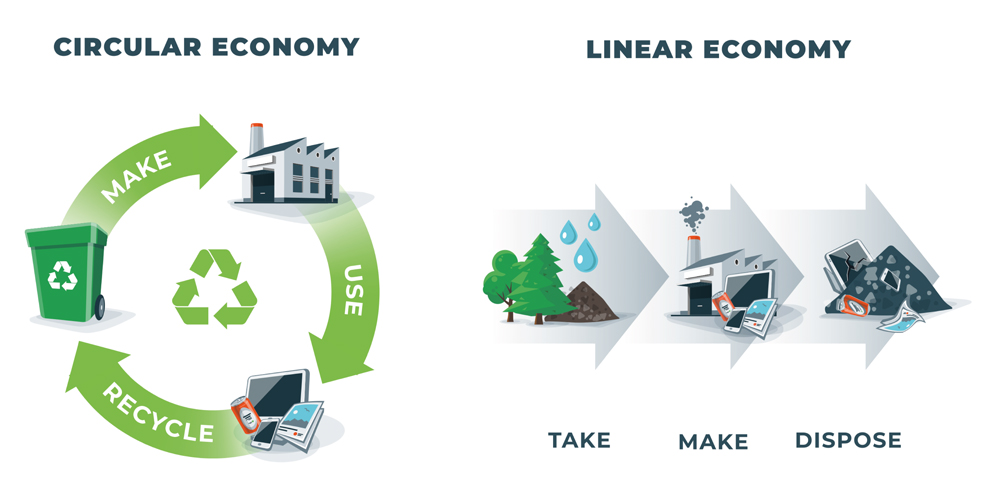 CIRCULAR ECONOMY
MAKE
USE
RECYCLE
LINEAR ECONOMY
TAKE
MAKE
DISPOSE